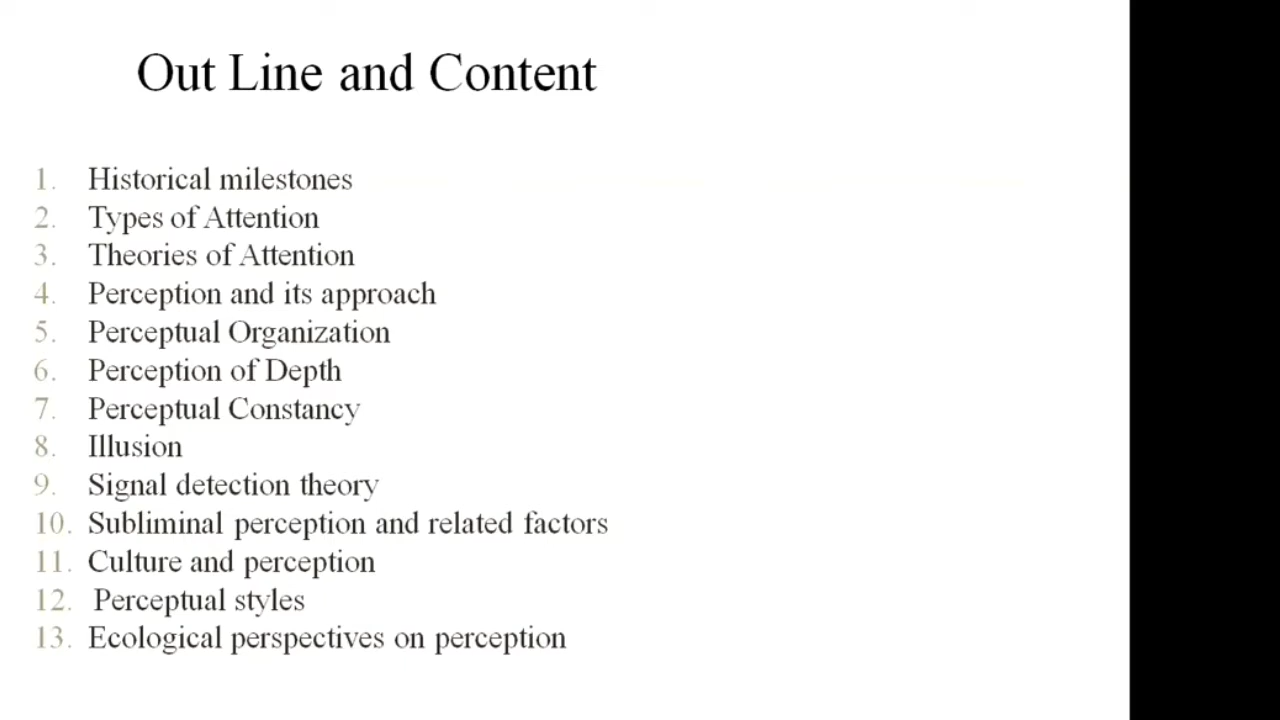 Out Line and Content
1. Historical milestones
2. Types of Attention
3. Theories of Attention
4. Perception and its approach
5. Perceptual Organization
6. Perception of Depth
7. Perceptual Constancy
8. Illusion
9. Signal detection theory
10. Subliminal perception and related factors
11. Culture and perception
12. Perceptual styles
13. Ecological perspectives on perception